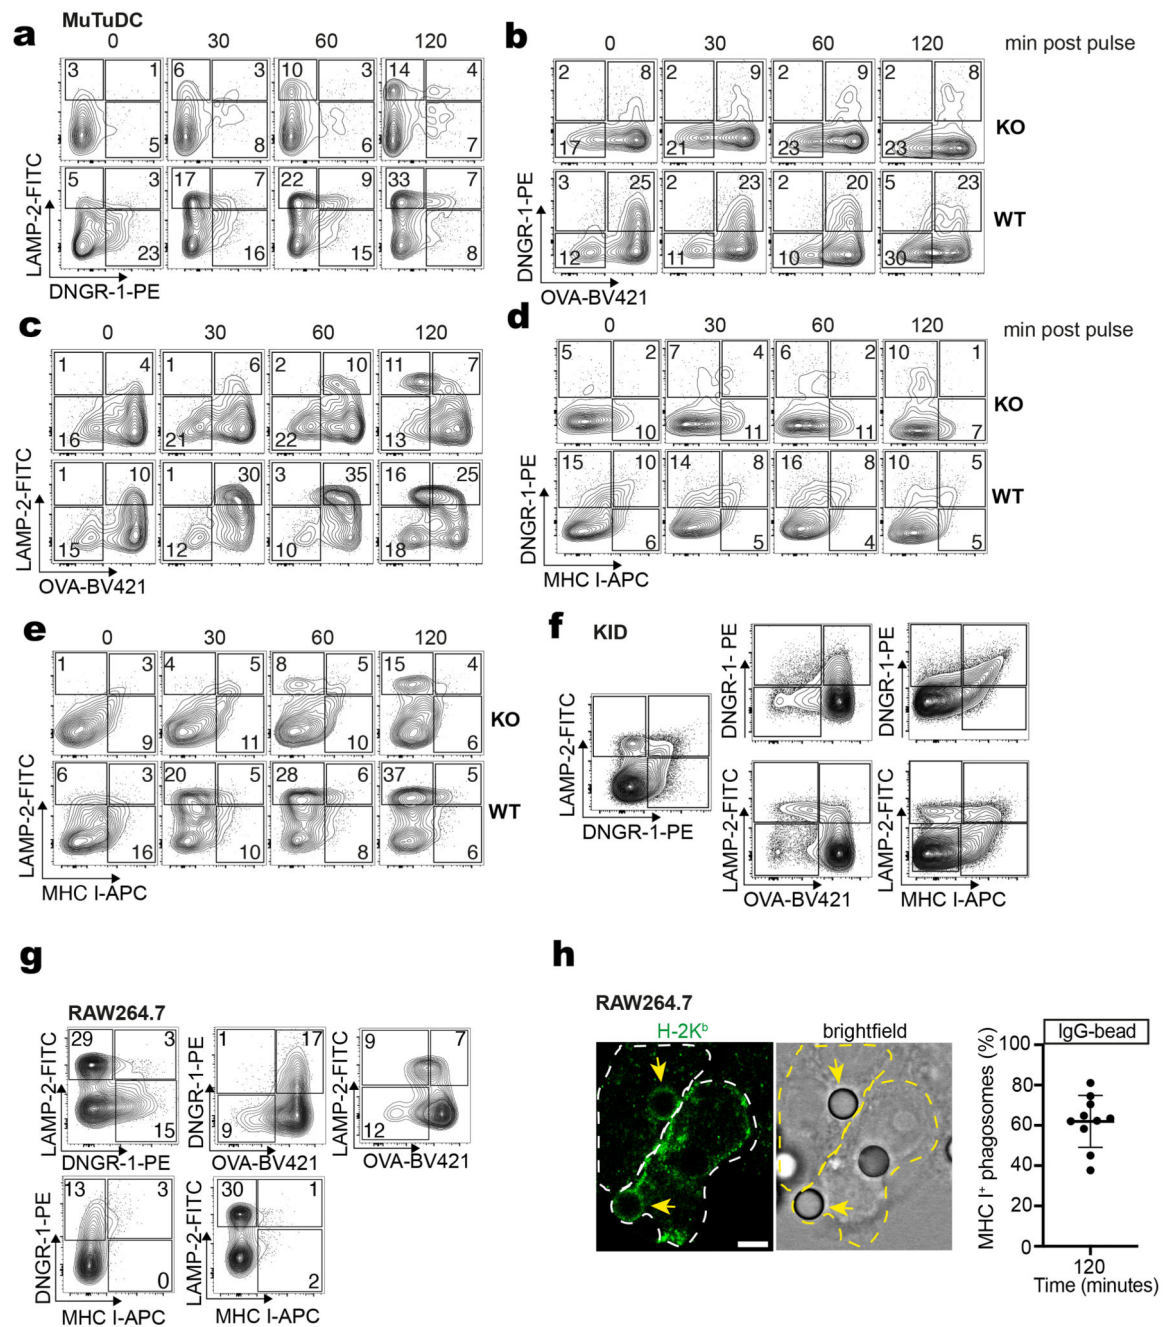 a
MuTuDC
0 30 60 120
3 1 6 3 10 3 14 4
5 8 6 7
5 3 17 7 22 9 33 7
23 16 15 8
LAMP-2-FITC
DNGR-1-PE
b
0 30 60 120 min post pulse
2 8 2 9 2 9 2 8
KO
17 21 23 23
3 25 2 23 2 20 5 23
WT
12 11 10 30
DNGR-1-PE
OVA-BV421
c
0 30 60 120
1 4 1 6 2 10 11 7
16 21 22 13
1 10 1 30 3 35 16 25
15 12 10 18
LAMP-2-FITC
OVA-BV421
d
0 30 60 120 min post pulse
5 2 7 4 6 2 10 1
KO
10 11 11 7
15 10 14 8 16 8 10 5
WT
6 5 4 5
DNGR-1-PE
MHC I-APC
e
0 30 60 120
1 3 4 5 8 5 15 4
KO
9 11 10 6
6 3 20 5 28 6 37 5
WT
16 10 8 6
LAMP-2-FITC
MHC I-APC
f
KID
LAMP-2-FITC
DNGR-1-PE
DNGR-1- PE
DNGR-1-PE
LAMP-2-FITC
OVA-BV421
LAMP-2-FITC
MHC I-APC
g
RAW264.7
29 3
15
LAMP-2-FITC
DNGR-1-PE
1 17
9
DNGR-1-PE
OVA-BV421
9 7
12
LAMP-2-FITC
OVA-BV421
13 3
0
DNGR-1-PE
MHC I-APC
30 1
2
LAMP-2-FITC
MHC I-APC
h
RAW264.7
H-2Kᵇ
brightfield
IgG-bead
MHC I⁺ phagosomes (%)
100
80
60
40
20
0
120
Time (minutes)